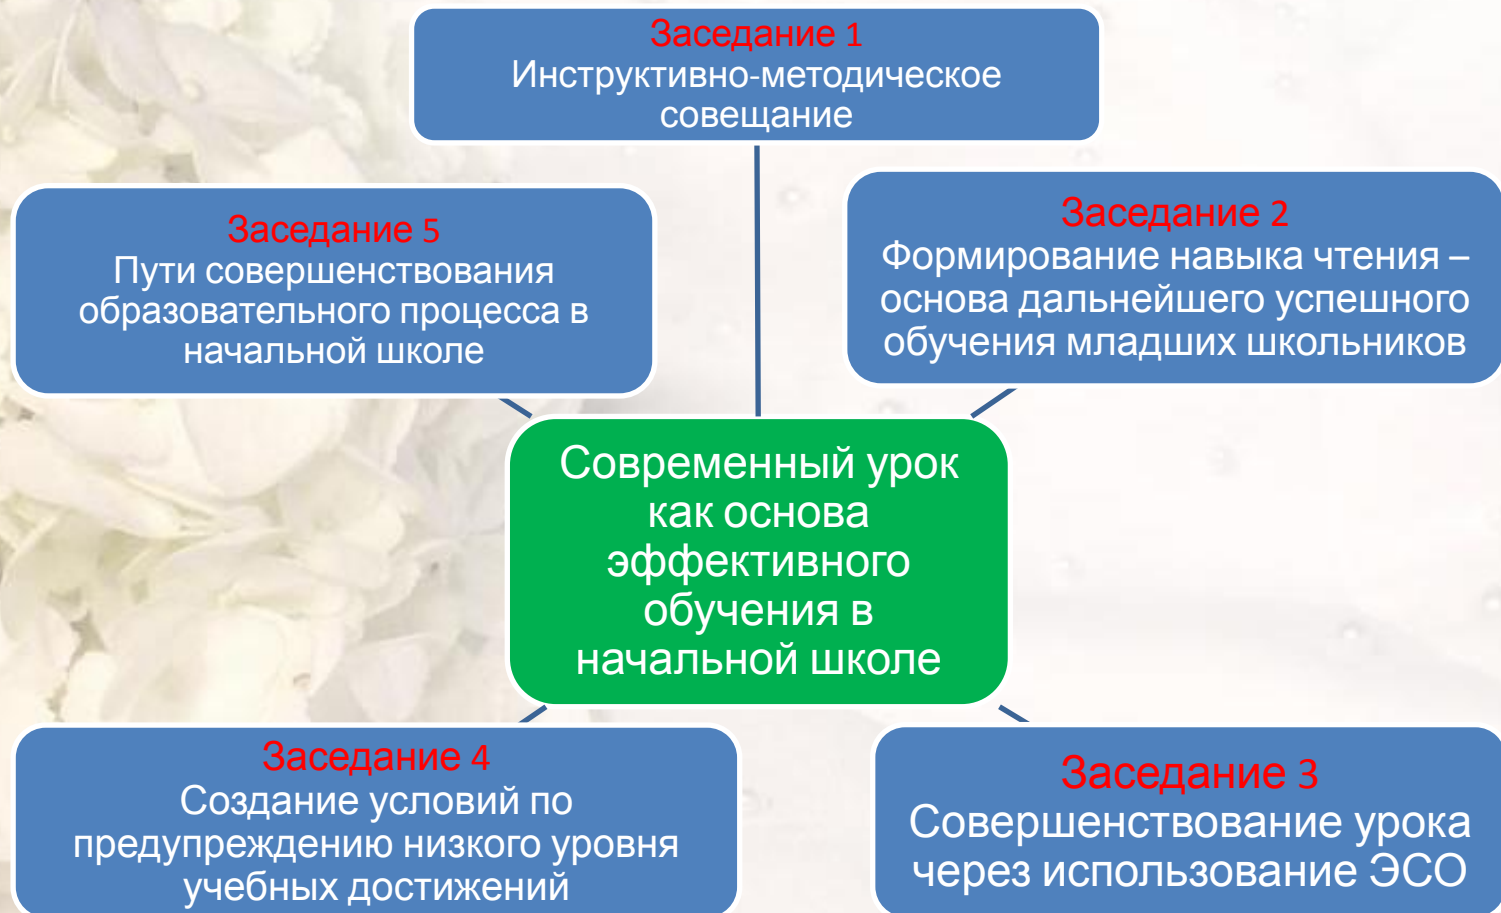 Заседание 1
Инструктивно-методическое
совещание
Заседание 5
Пути совершенствования
образовательного процесса в
начальной школе
Заседание 2
Формирование навыка чтения –
основа дальнейшего успешного
обучения младших школьников
Современный урок
как основа
эффективного
обучения в
начальной школе
Заседание 4
Создание условий по
предупреждению низкого уровня
учебных достижений
Заседание 3
Совершенствование урока
через использование ЭСО